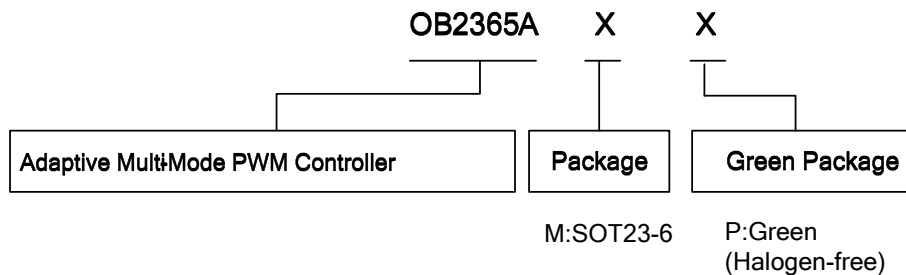 OB2365A X X
Adaptive Multi-Mode PWM Controller
Package
Green Package
M:SOT23-6
P:Green
(Halogen-free)